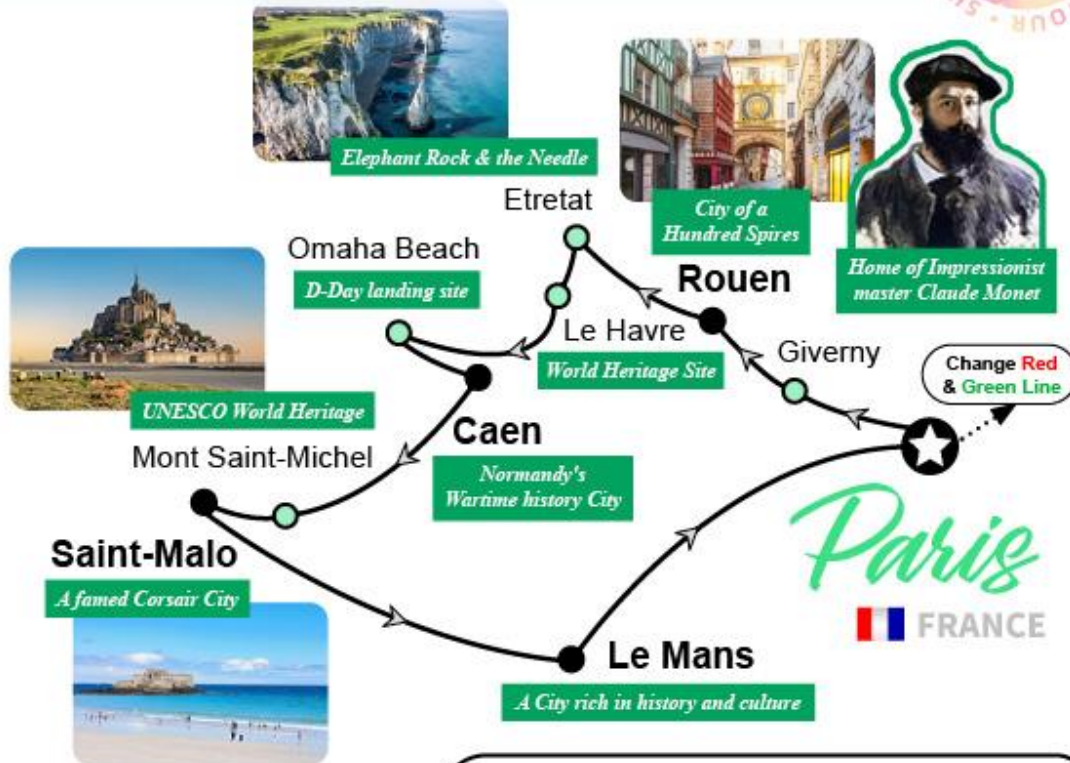 OUR • S
Elephant Rock & the Needle
Etretat
City of a
Hundred Spires
Omaha Beach
D-Day landing site
Rouen
Home of Impressionist
master Claude Monet
Le Havre
World Heritage Site
Giverny
Change Red
& Green Line
UNESCO World Heritage
Mont Saint-Michel
Caen
Normandy's
Wartime history City
Saint-Malo
A famed Corsair City
Paris
FRANCE
Le Mans
A City rich in history and culture